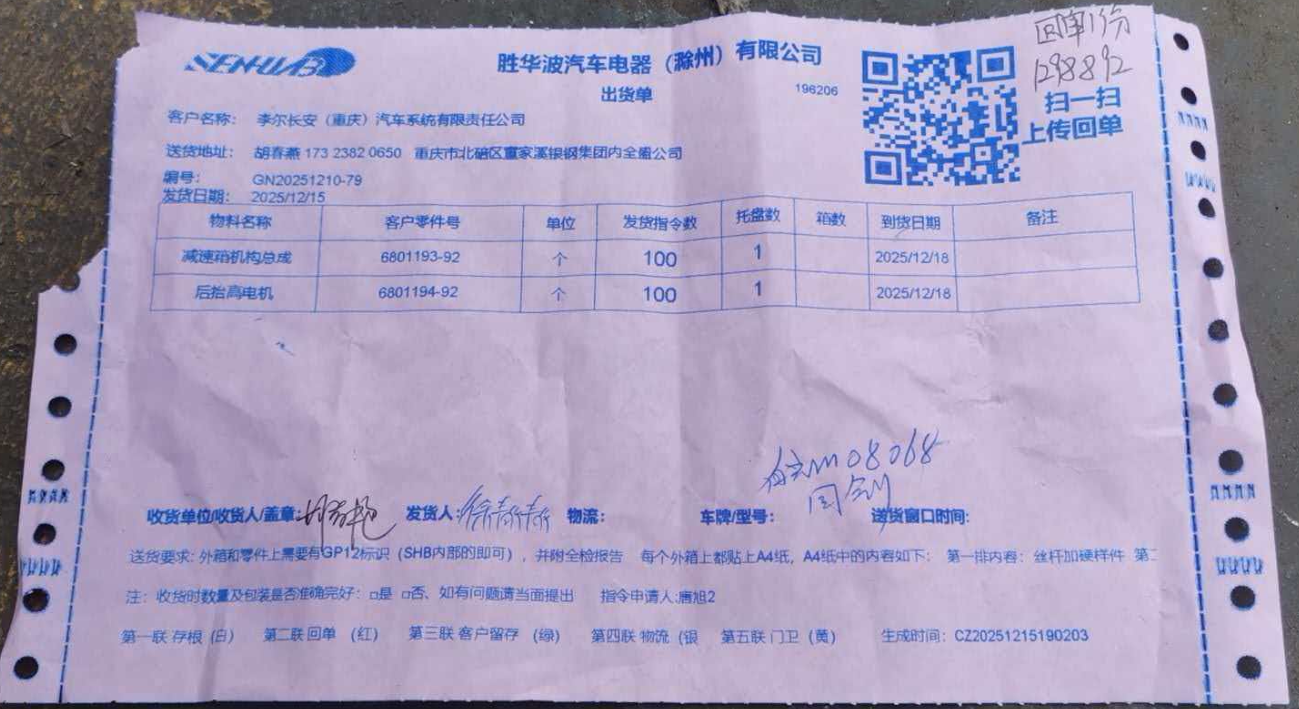 SENHUABO
胜华波汽车电器（滁州）有限公司
出货单
196206
回单1份
1298892
扫一扫
上传回单
客户名称： 李尔长安（重庆）汽车系统有限责任公司
送货地址： 胡春燕 173 2382 0650 重庆市北碚区童家溪银钢集团内全曲公司
编号： GN20251210-79
发货日期： 2025/12/15
物料名称 客户零件号 单位 发货指令数 托盘数 箱数 到货日期 备注
减速箱机构总成 6801193-92 个 100 1 2025/12/18
后抬高电机 6801194-92 个 100 1 2025/12/18
M08068
周剑
收货单位/收货人/盖章： 发货人： 徐 物流： 车牌/型号： 送货窗口时间：
送货要求: 外箱和零件上需要有GP12标识（SHB内部的即可），并附全检报告 每个外箱上都贴上A4纸，A4纸中的内容如下： 第一排内容：丝杆加硬样件 第二
注：收货时数量及包装是否准确完好：□是 □否、如有问题请当面提出 指令申请人:唐旭2
第一联 存根（白） 第二联 回单 （红） 第三联 客户留存 （绿） 第四联 物流（银 第五联 门卫（黄） 生成时间：CZ20251215190203